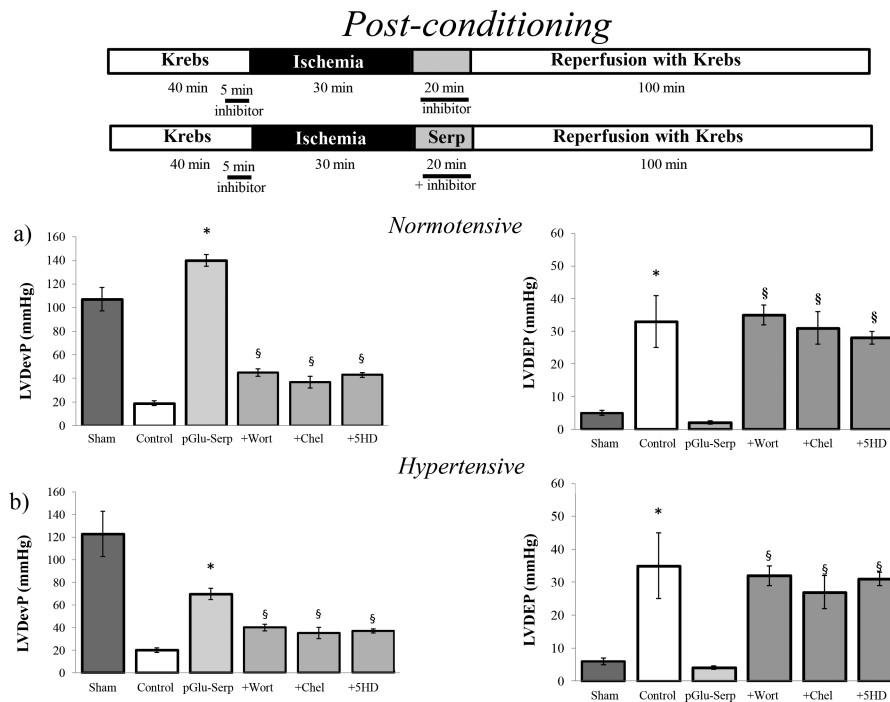 Post-conditioning
Krebs Ischemia Reperfusion with Krebs
40 min 5 min 30 min 20 min 100 min
inhibitor inhibitor
Krebs Ischemia Serp Reperfusion with Krebs
40 min 5 min 30 min 20 min 100 min
inhibitor + inhibitor
Normotensive
a)
LVDevP (mmHg)
160
140
120
100
80
60
40
20
0
* § § §
Sham Control pGlu-Serp +Wort +Chel +5HD
LVDEP (mmHg)
60
50
40
30
20
10
0
* § § §
Sham Control pGlu-Serp +Wort +Chel +5HD
Hypertensive
b)
LVDevP (mmHg)
160
140
120
100
80
60
40
20
0
* § § §
Sham Control pGlu-Serp +Wort +Chel +5HD
LVDEP (mmHg)
60
50
40
30
20
10
0
* § § §
Sham Control pGlu-Serp +Wort +Chel +5HD